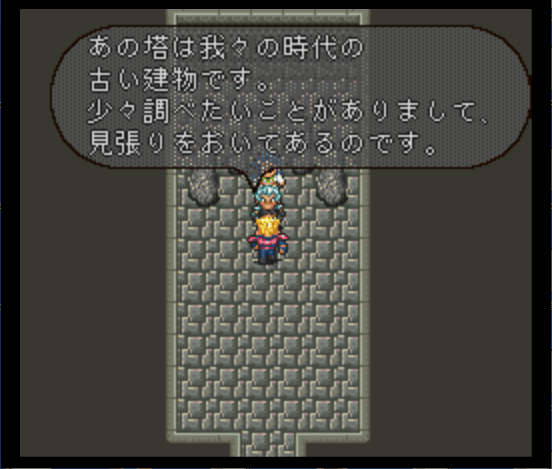 あの塔は我々の時代の
古い建物です。
少々調べたいことがありまして、
見張りをおいてあるのです。